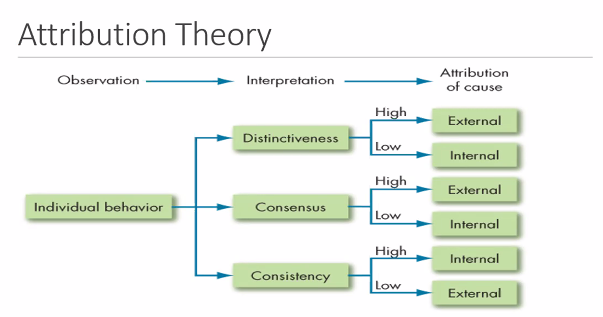 Attribution Theory
Observation
Interpretation
Attribution
of cause
High
External
Distinctiveness
Low
Internal
High
External
Individual behavior
Consensus
Low
Internal
High
Internal
Consistency
Low
External